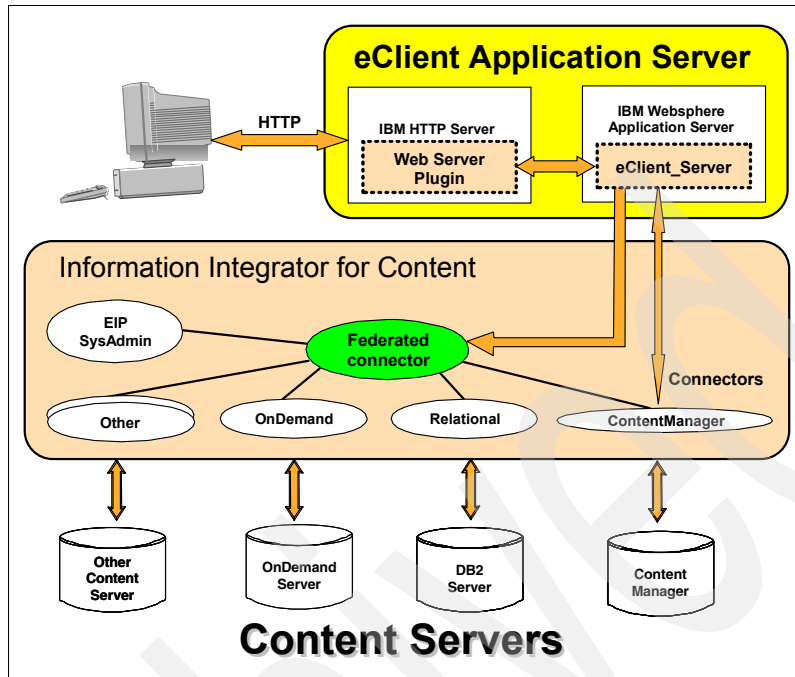 eClient Application Server
HTTP
IBM HTTP Server
Web Server
Plugin
IBM Websphere
Application Server
eClient_Server
Information Integrator for Content
EIP
SysAdmin
Federated
connector
Connectors
Other
OnDemand
Relational
ContentManager
Other
Content
Server
OnDemand
Server
DB2
Server
Content
Manager
Content Servers